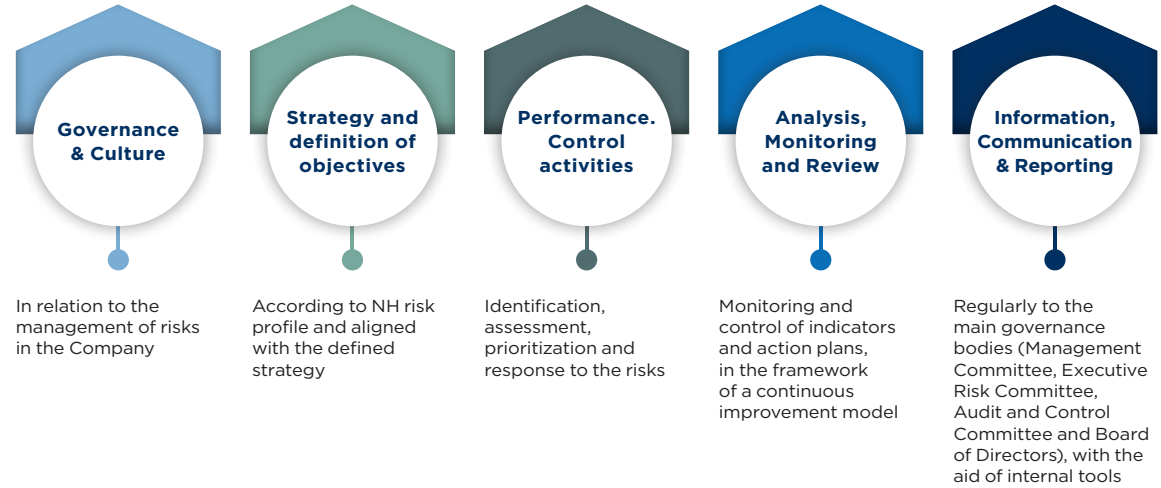 Governance
& Culture
Strategy and
definition of
objectives
Performance.
Control
activities
Analysis,
Monitoring
and Review
Information,
Communication
& Reporting
In relation to the
management of risks
in the Company
According to NH risk
profile and aligned
with the defined
strategy
Identification,
assessment,
prioritization and
response to the risks
Monitoring and
control of indicators
and action plans,
in the framework
of a continuous
improvement model
Regularly to the
main governance
bodies (Management
Committee, Executive
Risk Committee,
Audit and Control
Committee and Board
of Directors), with the
aid of internal tools